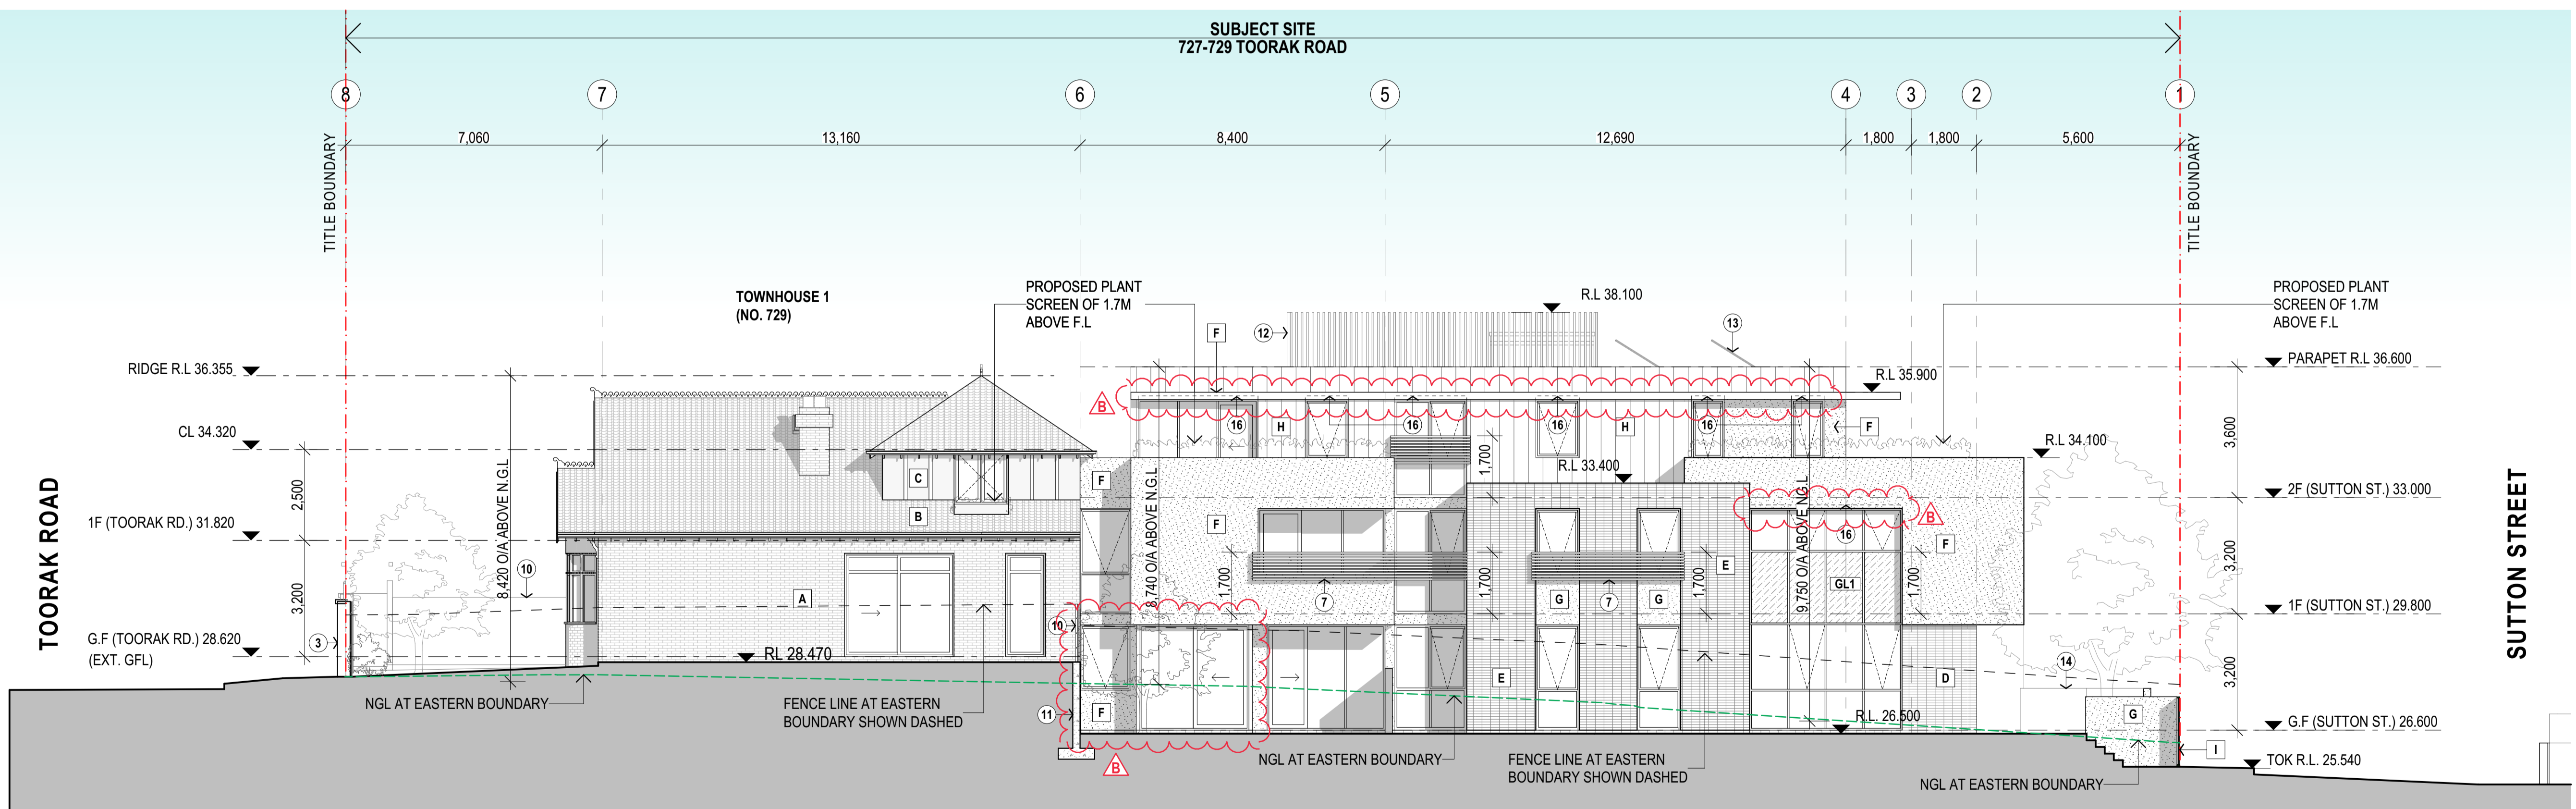 SUBJECT SITE
727-729 TOORAK ROAD
8
7
6
5
4
3
2
1
7,060
13,160
8,400
12,690
1,800
1,800
5,600
TITLE BOUNDARY
TITLE BOUNDARY
TOWNHOUSE 1
(NO. 729)
PROPOSED PLANT
SCREEN OF 1.7M
ABOVE F.L
R.L 38.100
PROPOSED PLANT
SCREEN OF 1.7M
ABOVE F.L
12
F
13
RIDGE R.L 36.355
PARAPET R.L 36.600
R.L 35.900
B
CL 34.320
16
H
16
16
H
16
F
R.L 34.100
3,600
1,700
R.L 33.400
C
F
2,500
8,420 O/A ABOVE N.G.L
8,740 O/A ABOVE N.G.L
9,750 O/A ABOVE NG.L
2F (SUTTON ST.) 33.000
B
F
B
16
1F (TOORAK RD.) 31.820
F
E
TOORAK ROAD
SUTTON STREET
10
3,200
1,700
1,700
1,700
1,700
3,200
GL1
A
7
G
7
G
1F (SUTTON ST.) 29.800
10
3
G.F (TOORAK RD.) 28.620
(EXT. GFL)
RL 28.470
14
E
D
3,200
NGL AT EASTERN BOUNDARY
FENCE LINE AT EASTERN
BOUNDARY SHOWN DASHED
11
F
R.L. 26.500
G
G.F (SUTTON ST.) 26.600
I
B
NGL AT EASTERN BOUNDARY
FENCE LINE AT EASTERN
BOUNDARY SHOWN DASHED
TOK R.L. 25.540
NGL AT EASTERN BOUNDARY